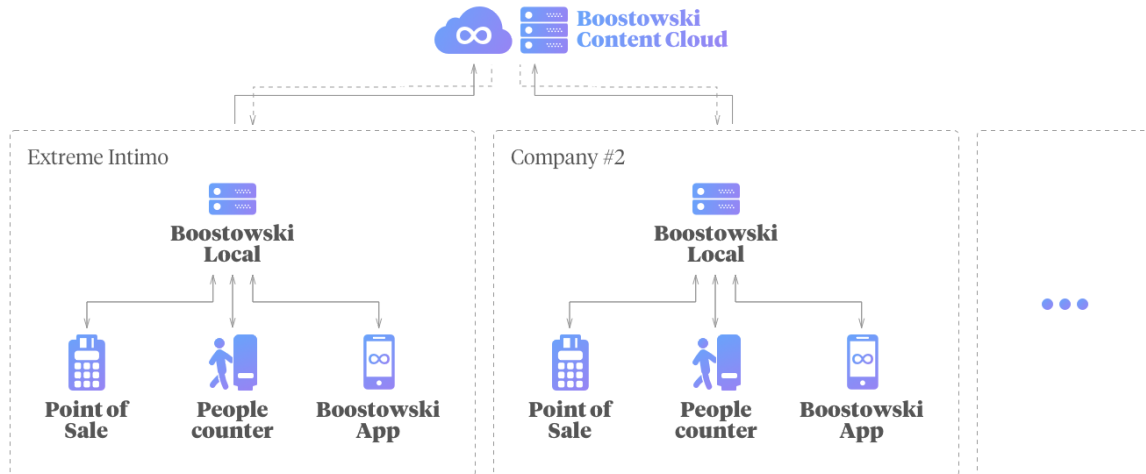 Boostowski
Content Cloud
Extreme Intimo
Company #2
Boostowski
Local
Boostowski
Local
Point of
Sale
People
counter
Boostowski
App
Point of
Sale
People
counter
Boostowski
App